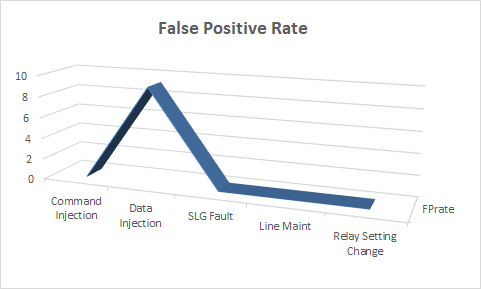 False Positive Rate
10
8
6
4
2
0
Command
Injection
Data
Injection
SLG Fault
Line Maint
Relay Setting
Change
FPrate